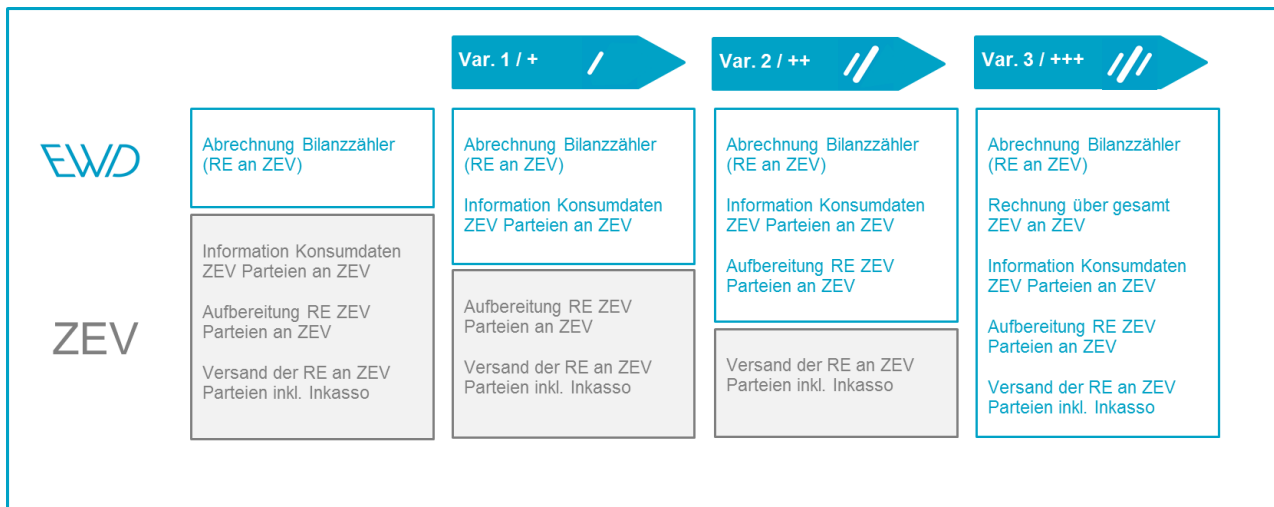 Var. 1 / +
Var. 2 / ++
Var. 3 / +++
EWD
Abrechnung Bilanzzähler
(RE an ZEV)
Information Konsumdaten
ZEV Parteien an ZEV
Aufbereitung RE ZEV
Parteien an ZEV
Versand der RE an ZEV
Parteien inkl. Inkasso
Abrechnung Bilanzzähler
(RE an ZEV)
Information Konsumdaten
ZEV Parteien an ZEV
Aufbereitung RE ZEV
Parteien an ZEV
Versand der RE an ZEV
Parteien inkl. Inkasso
Abrechnung Bilanzzähler
(RE an ZEV)
Information Konsumdaten
ZEV Parteien an ZEV
Aufbereitung RE ZEV
Parteien an ZEV
Versand der RE an ZEV
Parteien inkl. Inkasso
Abrechnung Bilanzzähler
(RE an ZEV)
Rechnung über gesamt
ZEV an ZEV
Information Konsumdaten
ZEV Parteien an ZEV
Aufbereitung RE ZEV
Parteien an ZEV
Versand der RE an ZEV
Parteien inkl. Inkasso
ZEV